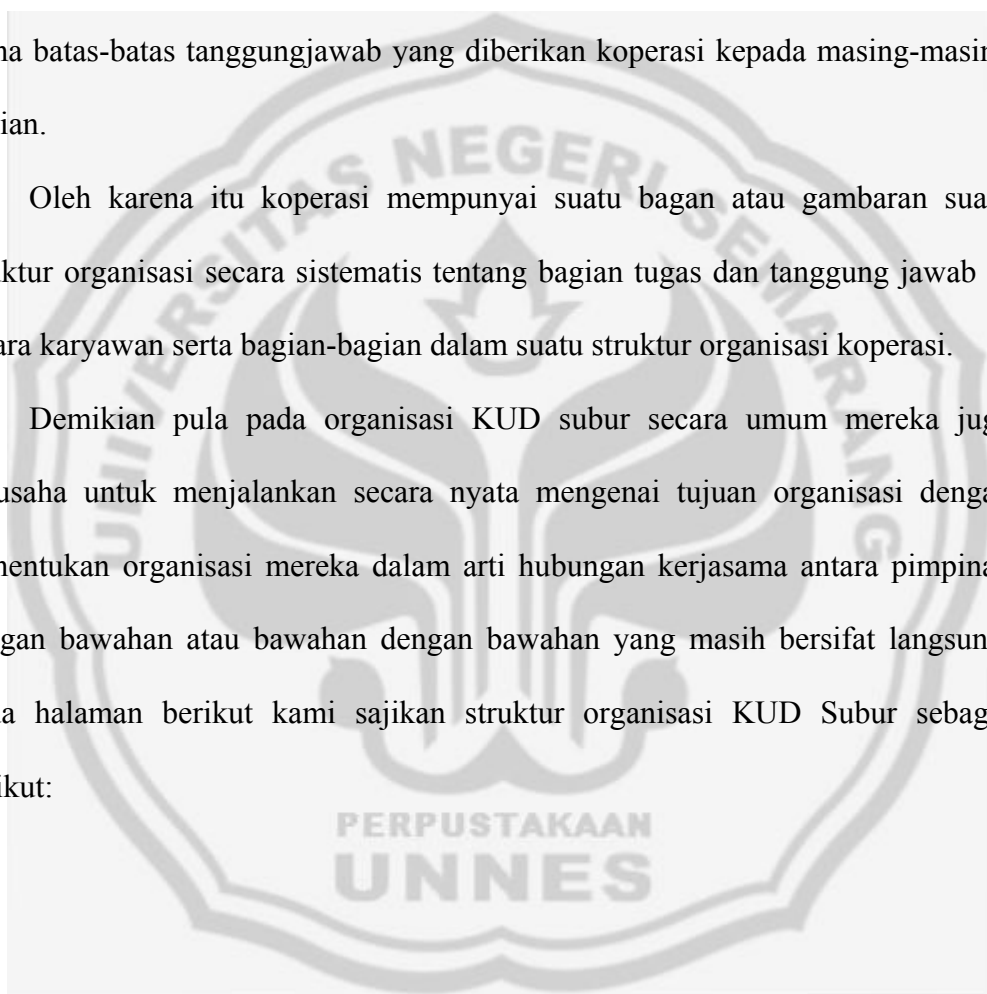 na batas-batas tanggungjawab yang diberikan koperasi kepada masing-masin
ian.
Oleh karena itu koperasi mempunyai suatu bagan atau gambaran sua
ktur organisasi secara sistematis tentang bagian tugas dan tanggung jawab
ara karyawan serta bagian-bagian dalam suatu struktur organisasi koperasi.
Demikian pula pada organisasi KUD subur secara umum mereka jug
usaha untuk menjalankan secara nyata mengenai tujuan organisasi denga
nentukan organisasi mereka dalam arti hubungan kerjasama antara pimpina
gan bawahan atau bawahan dengan bawahan yang masih bersifat langsun
a halaman berikut kami sajikan struktur organisasi KUD Subur sebag
ikut:
UNIVERSITAS NEGERI SEMARANG
PERPUSTAKAAN
UNNES